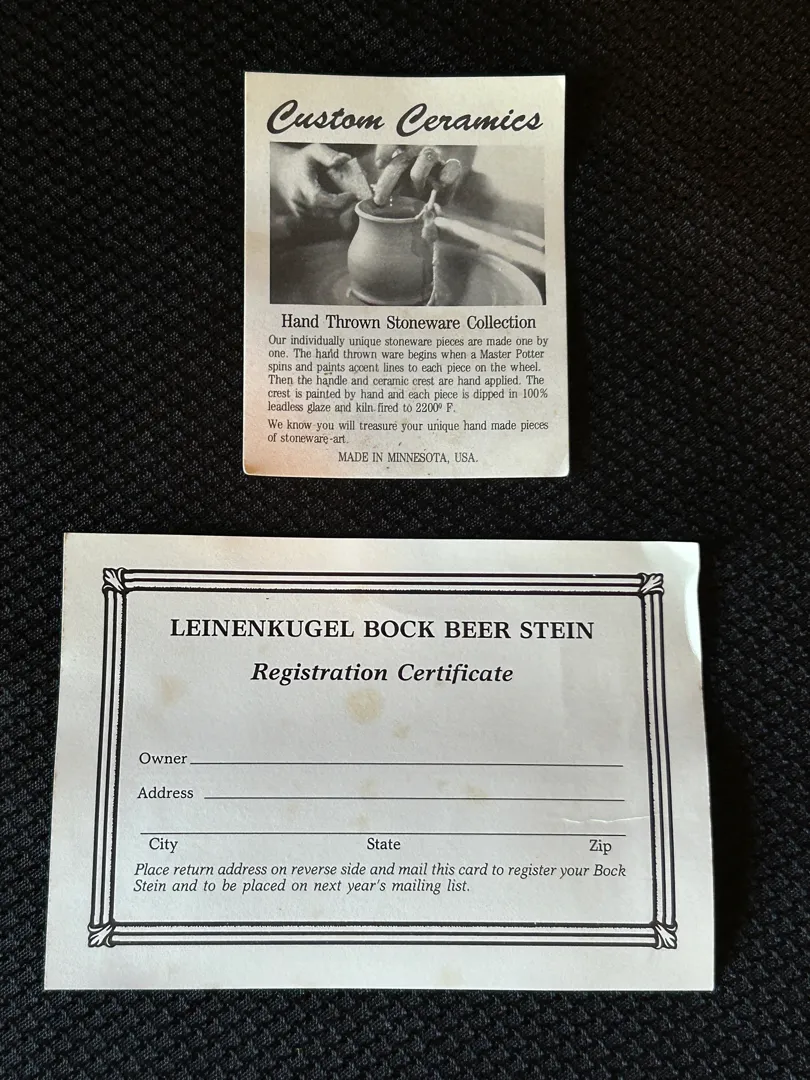 Custom Ceramics
Hand Thrown Stoneware Collection
Our individually unique stoneware pieces are made one by
one. The hand thrown ware begins when a Master Potter
spins and paints accent lines to each piece on the wheel.
Then the handle and ceramic crest are hand applied. The
crest is painted by hand and each piece is dipped in 100%
leadless glaze and kiln fired to 2200º F.
We know you will treasure your unique hand made pieces
of stoneware-art.
MADE IN MINNESOTA, USA.
LEINENKUGEL BOCK BEER STEIN
Registration Certificate
Owner
Address
City State Zip
Place return address on reverse side and mail this card to register your Bock
Stein and to be placed on next year's mailing list.